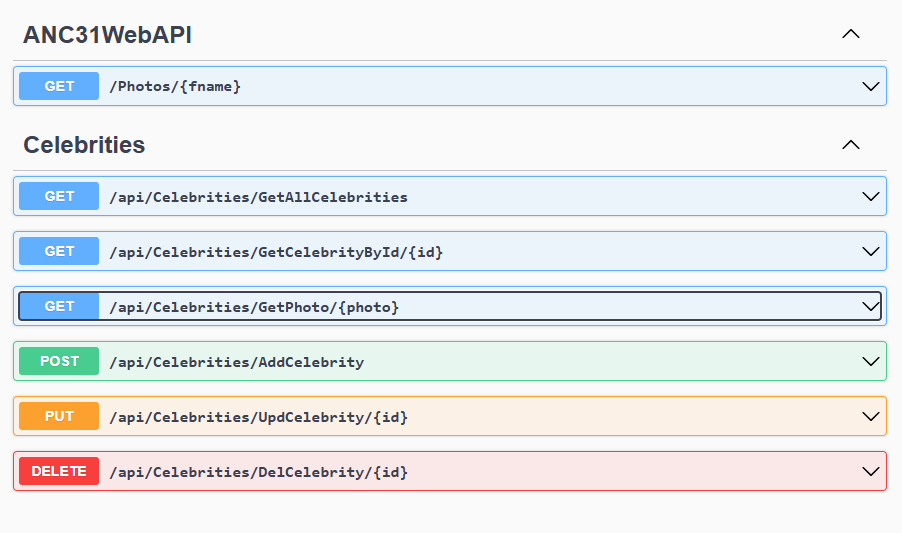 ANC31WebAPI
GET /Photos/{fname}
Celebrities
GET /api/Celebrities/GetAllCelebrities
GET /api/Celebrities/GetCelebrityById/{id}
GET /api/Celebrities/GetPhoto/{photo}
POST /api/Celebrities/AddCelebrity
PUT /api/Celebrities/UpdCelebrity/{id}
DELETE /api/Celebrities/DelCelebrity/{id}